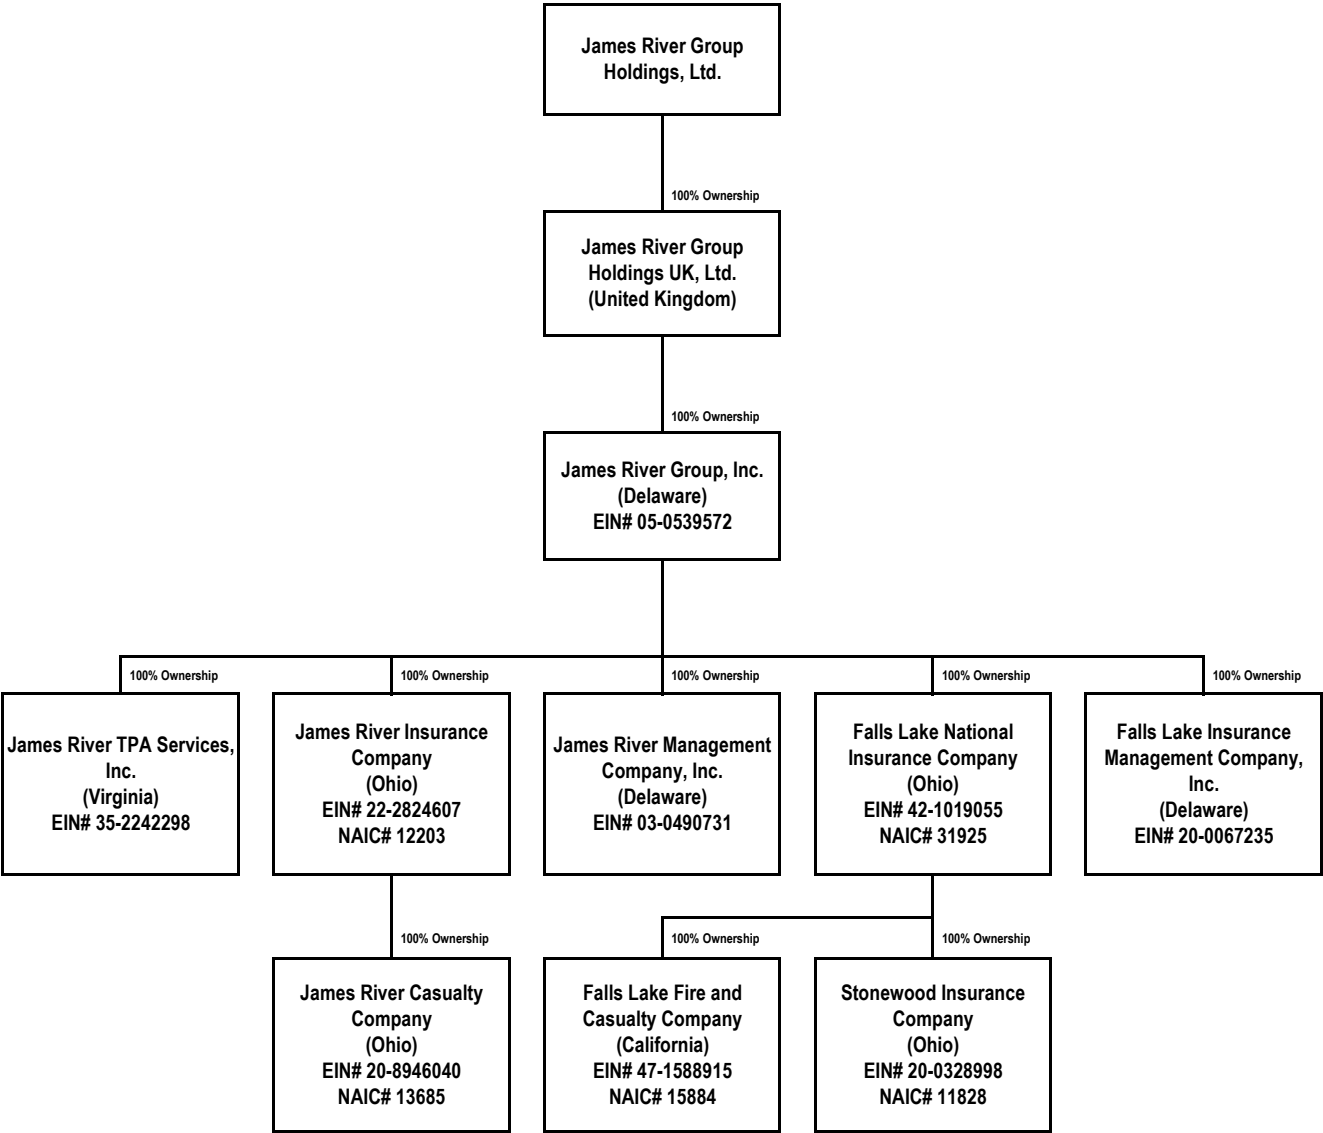 James River Group
Holdings, Ltd.
100% Ownership
James River Group
Holdings UK, Ltd.
(United Kingdom)
100% Ownership
James River Group, Inc.
(Delaware)
EIN# 05-0539572
100% Ownership
James River TPA Services,
Inc.
(Virginia)
EIN# 35-2242298
100% Ownership
James River Insurance
Company
(Ohio)
EIN# 22-2824607
NAIC# 12203
100% Ownership
James River Management
Company, Inc.
(Delaware)
EIN# 03-0490731
100% Ownership
Falls Lake National
Insurance Company
(Ohio)
EIN# 42-1019055
NAIC# 31925
100% Ownership
Falls Lake Insurance
Management Company,
Inc.
(Delaware)
EIN# 20-0067235
100% Ownership
James River Casualty
Company
(Ohio)
EIN# 20-8946040
NAIC# 13685
100% Ownership
Falls Lake Fire and
Casualty Company
(California)
EIN# 47-1588915
NAIC# 15884
100% Ownership
Stonewood Insurance
Company
(Ohio)
EIN# 20-0328998
NAIC# 11828